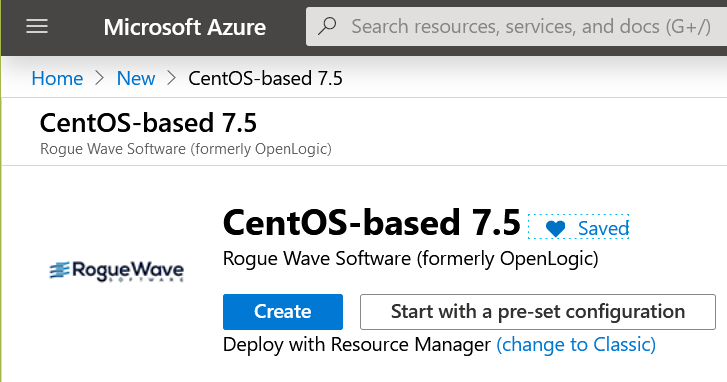 Microsoft Azure
Search resources, services, and docs (G+/)
Home > New > CentOS-based 7.5
CentOS-based 7.5
Rogue Wave Software (formerly OpenLogic)
CentOS-based 7.5 Saved
Rogue Wave Software (formerly OpenLogic)
RogueWave
SOFTWARE
Create
Start with a pre-set configuration
Deploy with Resource Manager (change to Classic)